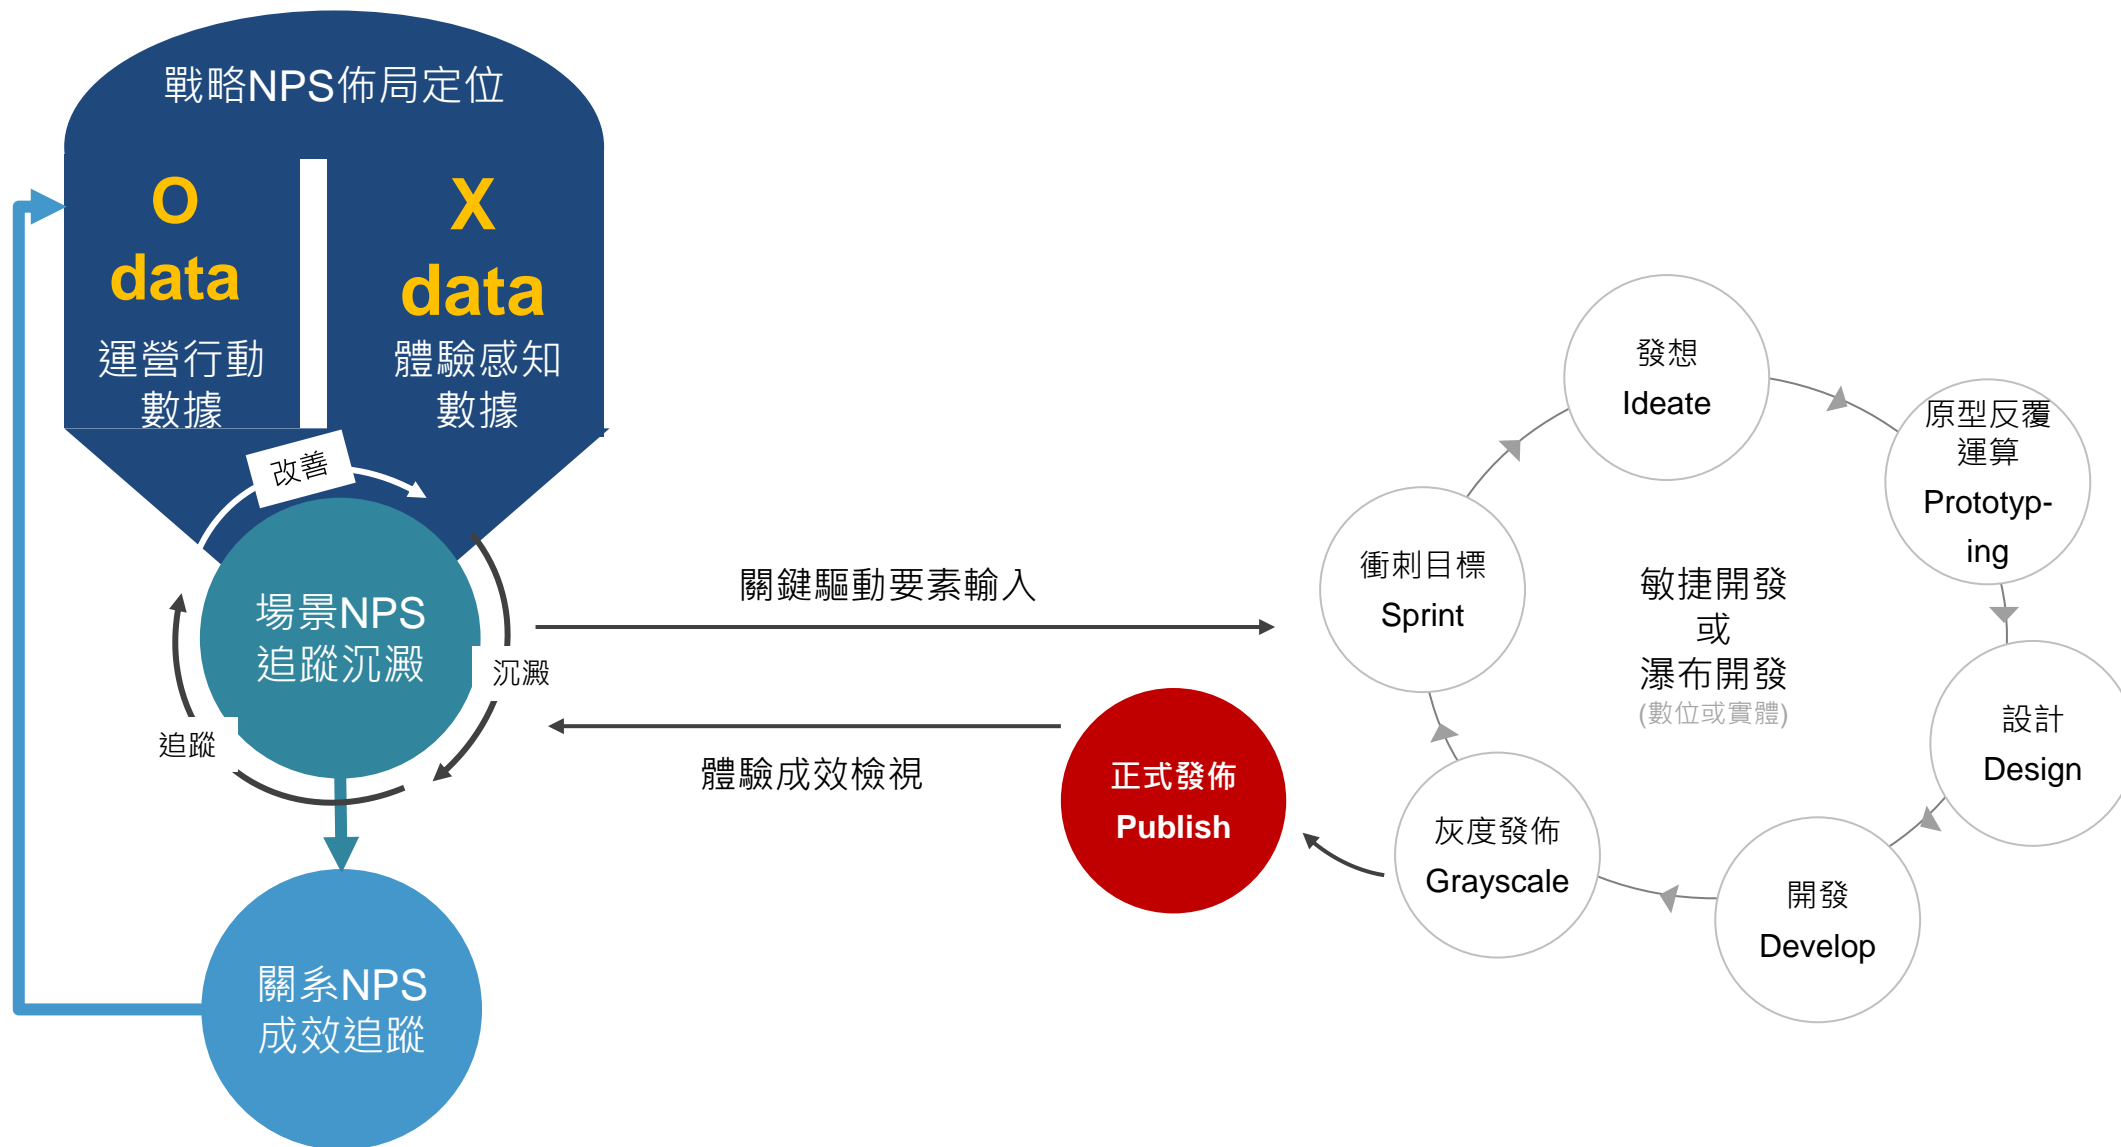 戰略NPS佈局定位
O
data
運營行動
數據
X
data
體驗感知
數據
改善
場景NPS
追蹤沉澱
沉澱
追蹤
關系NPS
成效追蹤
關鍵驅動要素輸入
體驗成效檢視
正式發佈
Publish
發想
Ideate
原型反覆
運算
Prototyp-
ing
衝刺目標
Sprint
敏捷開發
或
瀑布開發
(數位或實體)
設計
Design
灰度發佈
Grayscale
開發
Develop